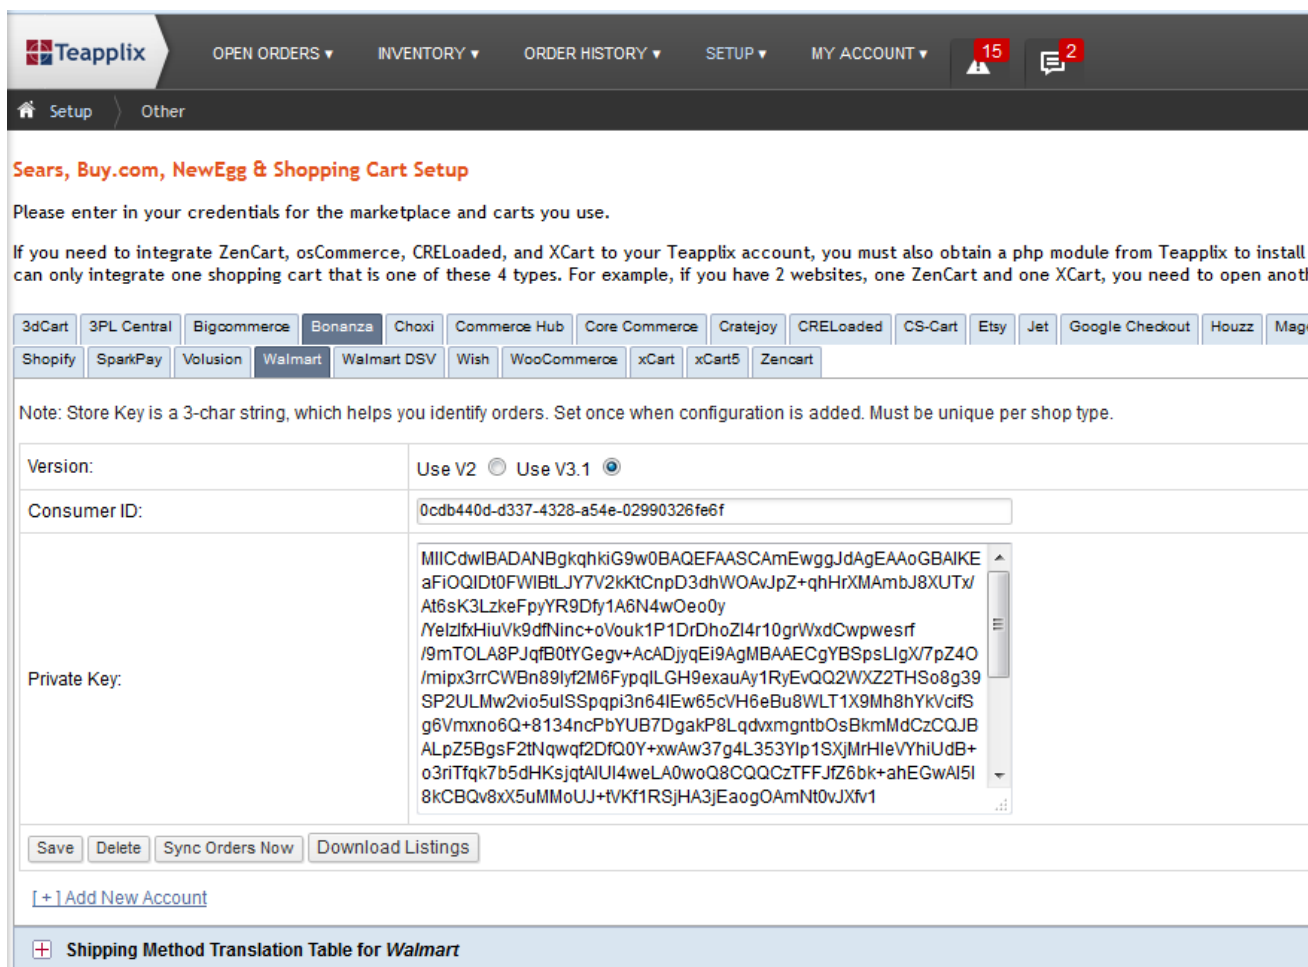 Teapplix OPEN ORDERS ▾ INVENTORY ▾ ORDER HISTORY ▾ SETUP ▾ MY ACCOUNT ▾ 15 2
Setup Other
Sears, Buy.com, NewEgg & Shopping Cart Setup
Please enter in your credentials for the marketplace and carts you use.
If you need to integrate ZenCart, osCommerce, CRELoaded, and XCart to your Teapplix account, you must also obtain a php module from Teapplix to install
can only integrate one shopping cart that is one of these 4 types. For example, if you have 2 websites, one ZenCart and one XCart, you need to open anoth
3dCart 3PL Central Bigcommerce Bonanza Choxi Commerce Hub Core Commerce Cratejoy CRELoaded CS-Cart Etsy Jet Google Checkout Houzz Mage
Shopify SparkPay Volusion Walmart Walmart DSV Wish WooCommerce xCart xCart5 Zencart
Note: Store Key is a 3-char string, which helps you identify orders. Set once when configuration is added. Must be unique per shop type.
Version: Use V2 Use V3.1
Consumer ID: 0cdb440d-d337-4328-a54e-02990326fe6f
Private Key:
Save Delete Sync Orders Now Download Listings
[ + ] Add New Account
Shipping Method Translation Table for Walmart